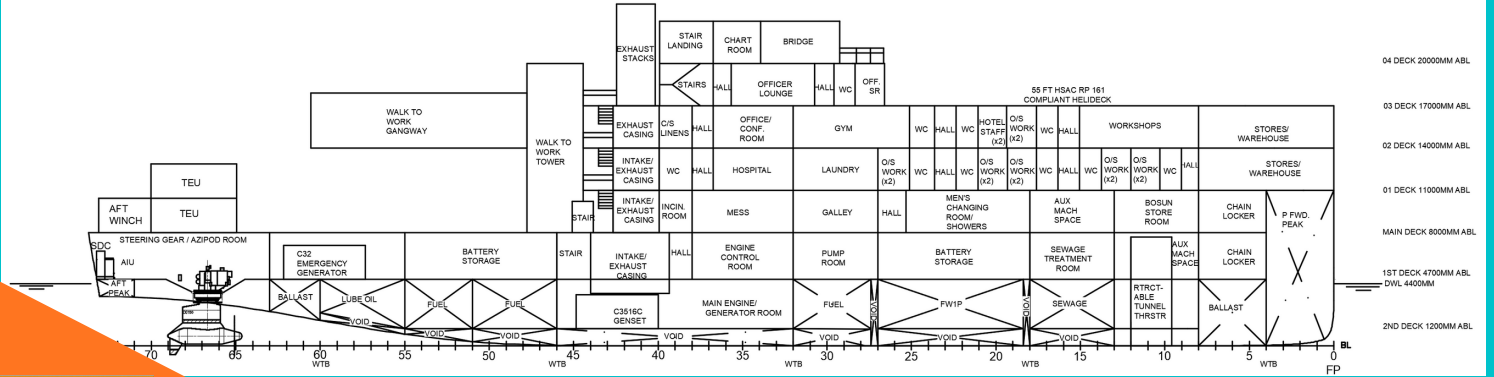 EXHAUST
STACKS
STAIR
LANDING
CHART
ROOM
BRIDGE
04 DECK 20000MM ABL
STAIRS
HALL
OFFICER
LOUNGE
HALL
WC
OFF.
SR
55 FT HSAC RP 161
COMPLIANT HELIDECK
03 DECK 17000MM ABL
WALK TO
WORK
GANGWAY
WALK TO
WORK
TOWER
EXHAUST
CASING
C/S
LINENS
HALL
OFFICE/
CONF.
ROOM
GYM
WC
HALL
WC
HOTEL
STAFF
(x2)
O/S
WORK
(x2)
WC
HALL
WORKSHOPS
STORES/
WAREHOUSE
02 DECK 14000MM ABL
INTAKE/
EXHAUST
CASING
WC
HALL
HOSPITAL
LAUNDRY
O/S
WORK
(x2)
WC
HALL
WC
O/S
WORK
(x2)
O/S
WORK
(x2)
WC
HALL
WC
O/S
WORK
(x2)
O/S
WORK
(x2)
WC
HALL
STORES/
WAREHOUSE
01 DECK 11000MM ABL
TEU
AFT
WINCH
TEU
STAIR
INTAKE/
EXHAUST
CASING
INCIN.
ROOM
MESS
GALLEY
HALL
MEN'S
CHANGING
ROOM/
SHOWERS
AUX
MACH
SPACE
BOSUN
STORE
ROOM
CHAIN
LOCKER
P FWD.
PEAK
MAIN DECK 8000MM ABL
STEERING GEAR / AZIPOD ROOM
SDC
AIU
C32
EMERGENCY
GENERATOR
BATTERY
STORAGE
STAIR
INTAKE/
EXHAUST
CASING
HALL
ENGINE
CONTROL
ROOM
PUMP
ROOM
BATTERY
STORAGE
SEWAGE
TREATMENT
ROOM
AUX
MACH
SPACE
CHAIN
LOCKER
1ST DECK 4700MM ABL
DWL 4400MM
AFT
PEAK
BALLAST
LUBE OIL
VOID
FUEL
VOID
FUEL
VOID
C3516C
GENSET
MAIN ENGINE/
GENERATOR ROOM
VOID
FUEL
VOID
VOID
FW1P
VOID
VOID
SEWAGE
VOID
RTRCT-
ABLE
TUNNEL
THRSTR
BALLAST
2ND DECK 1200MM ABL
BL
70 65 60 55 50 45 40 35 30 25 20 15 10 5 0
WTB WTB WTB WTB WTB WTB WTB
FP